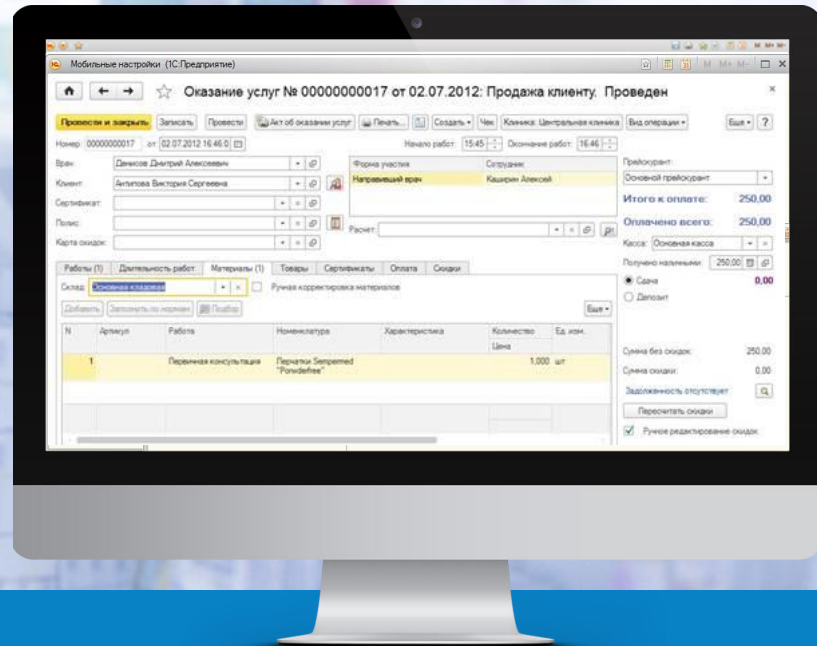 M M+ M-
Мобильные настройки (1С:Предприятие)
M M+ M-
Оказание услуг № 00000000017 от 02.07.2012: Продажа клиенту. Проведен
Провести и закрыть Записать Провести Акт об оказании услуг Печать... Создать Чек Клиника: Центральная клиника Вид операции Еще ?
Номер: 00000000017 от 02.07.2012 16:46:0 Начало работ: 15:45 Окончание работ: 16:46 Прейскурант:
Врач: Денисов Дмитрий Алексеевич Форма участия Сотрудник Основной прейскурант
Клиент: Антипова Виктория Сергеевна Направивший врач Каширин Алексей
Итого к оплате: 250,00
Сертификат:
Оплачено всего: 250,00
Полис: Расчет:
Карта скидок: Касса: Основная касса
Получено наличными: 250,00
Работы (1) Длительность работ Материалы (1) Товары Сертификаты Оплата Скидки
Сдача 0,00
Склад: Основная кладовая Ручная корректировка материалов
Депозит
Добавить Заполнить по нормам Подбор Еще
N Артикул Работа Номенклатура Характеристика Количество Ед. изм.
Цена
Сумма без скидок: 250,00
1 Первичная консультация Перчатки Sempermed "Powderfree" 1,000 шт
Сумма скидки: 0,00
Задолженность отсутствует
Пересчитать скидки
Ручное редактирование скидок